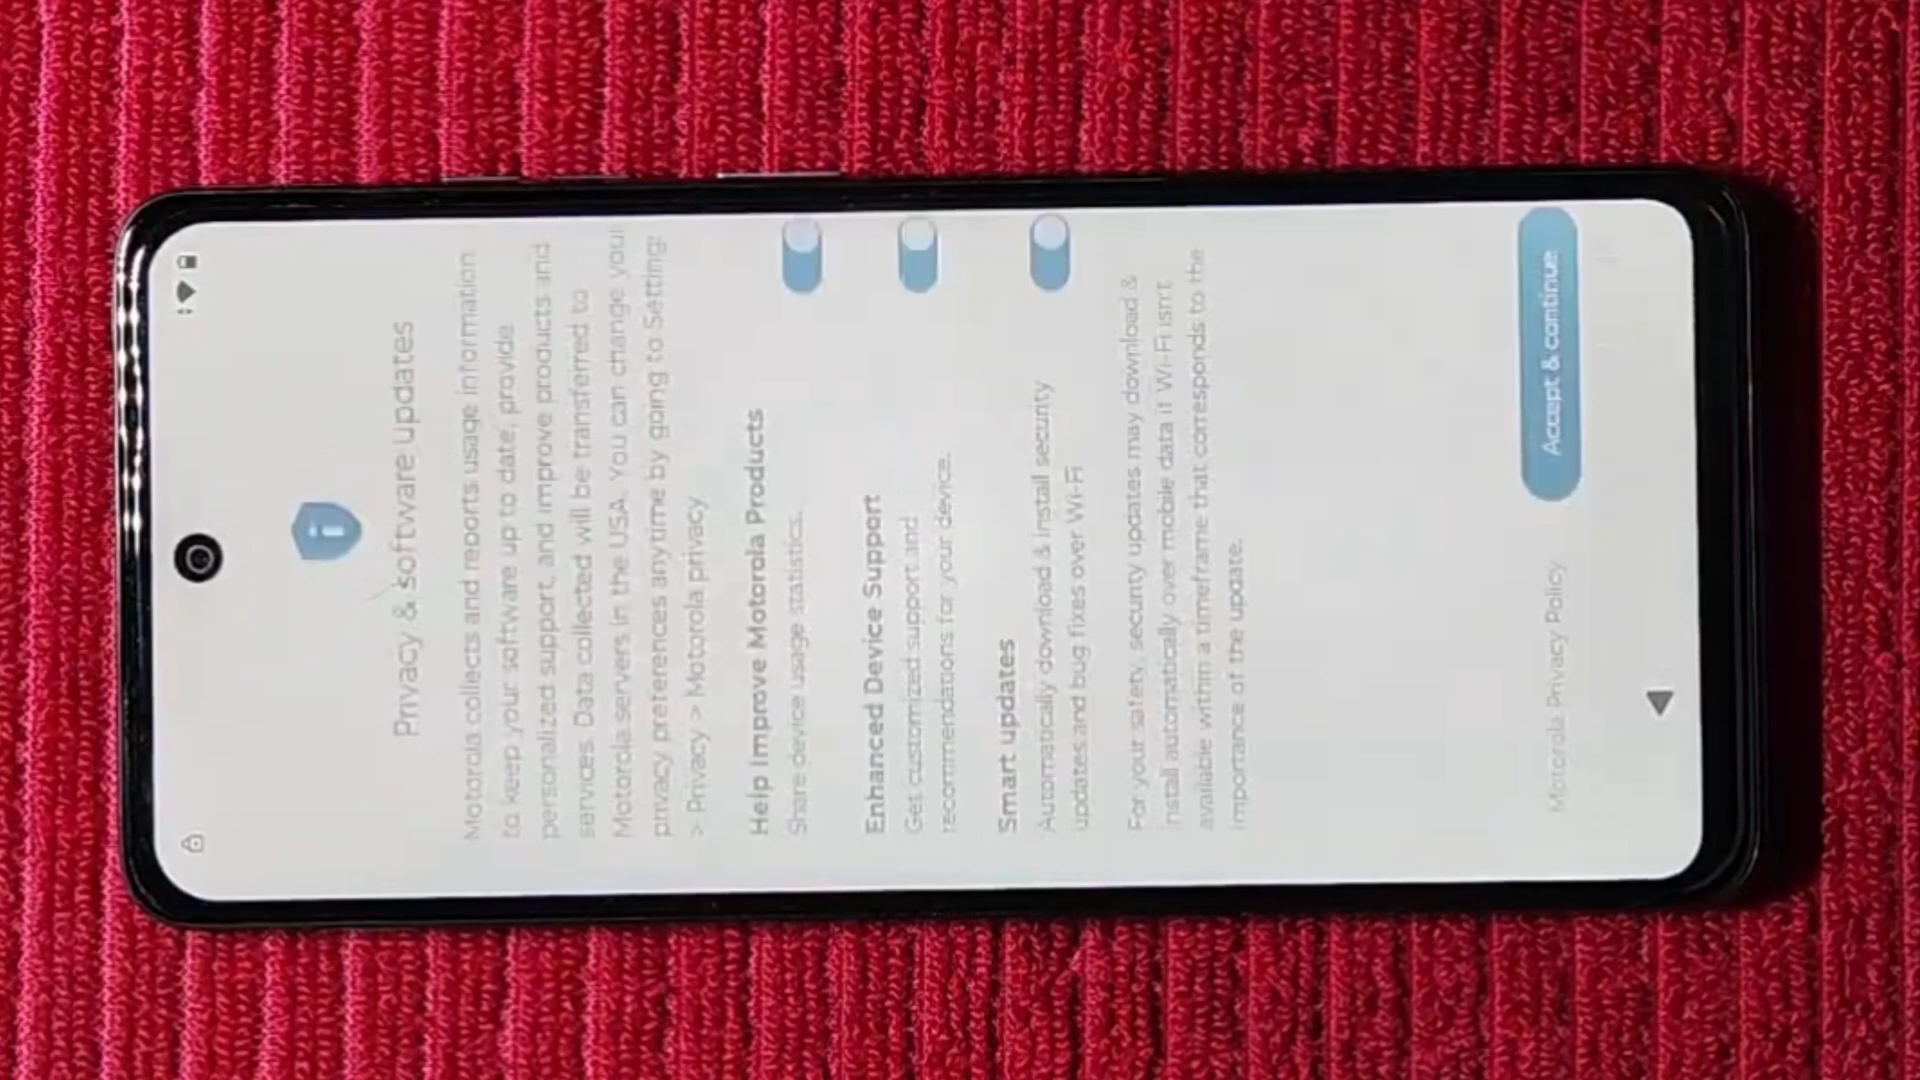 Privacy & software updates
Motorola collects and reports usage information
to keep your software up to date, provide
personalized support, and improve products and
services. Data collected will be transferred to
Motorola servers in the USA. You can change your
privacy preferences anytime by going to Settings
> Privacy > Motorola privacy
Help Improve Motorola Products
Share device usage statistics.
Enhanced Device Support
Get customized support and
recommendations for your device.
Smart updates
Automatically download & install security
updates and bug fixes over Wi-Fi
For your safety, security updates may download &
install automatically over mobile data if Wi-Fi isn't
available within a timeframe that corresponds to the
importance of the update.
Motorola Privacy Policy
Accept & continue